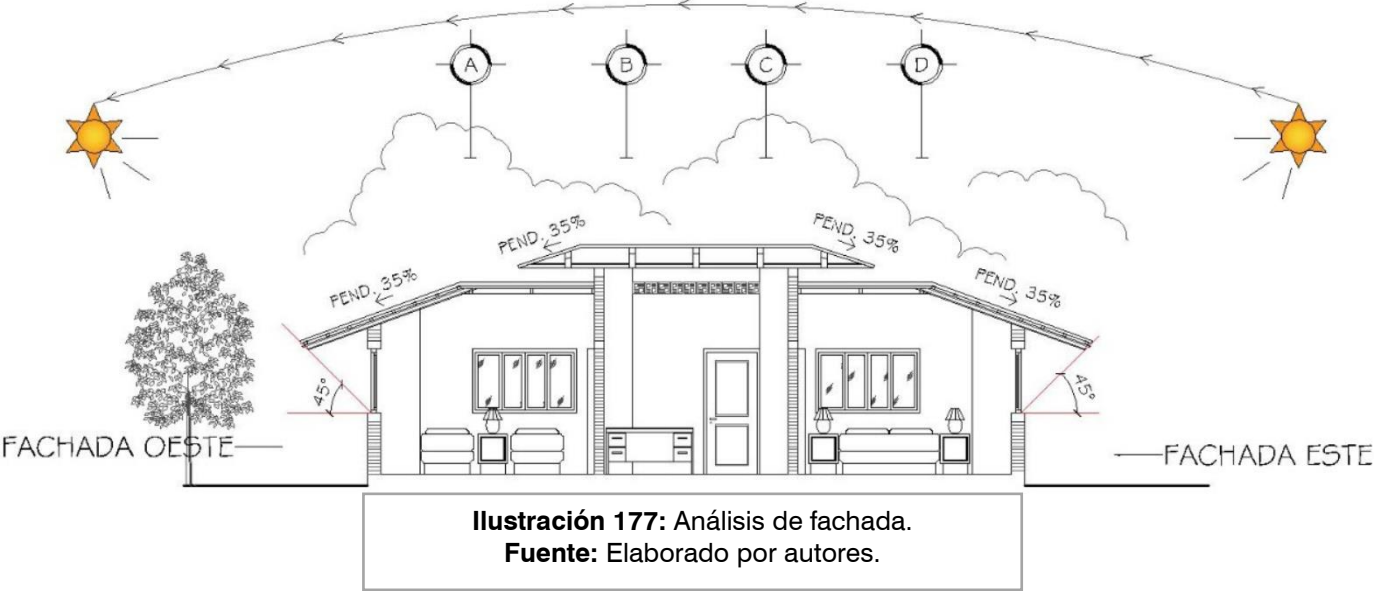 A
B
C
D
PEND. 35%
PEND. 35%
PEND. 35%
PEND. 35%
45°
45°
FACHADA OESTE
FACHADA ESTE
Ilustración 177: Análisis de fachada.
Fuente: Elaborado por autores.